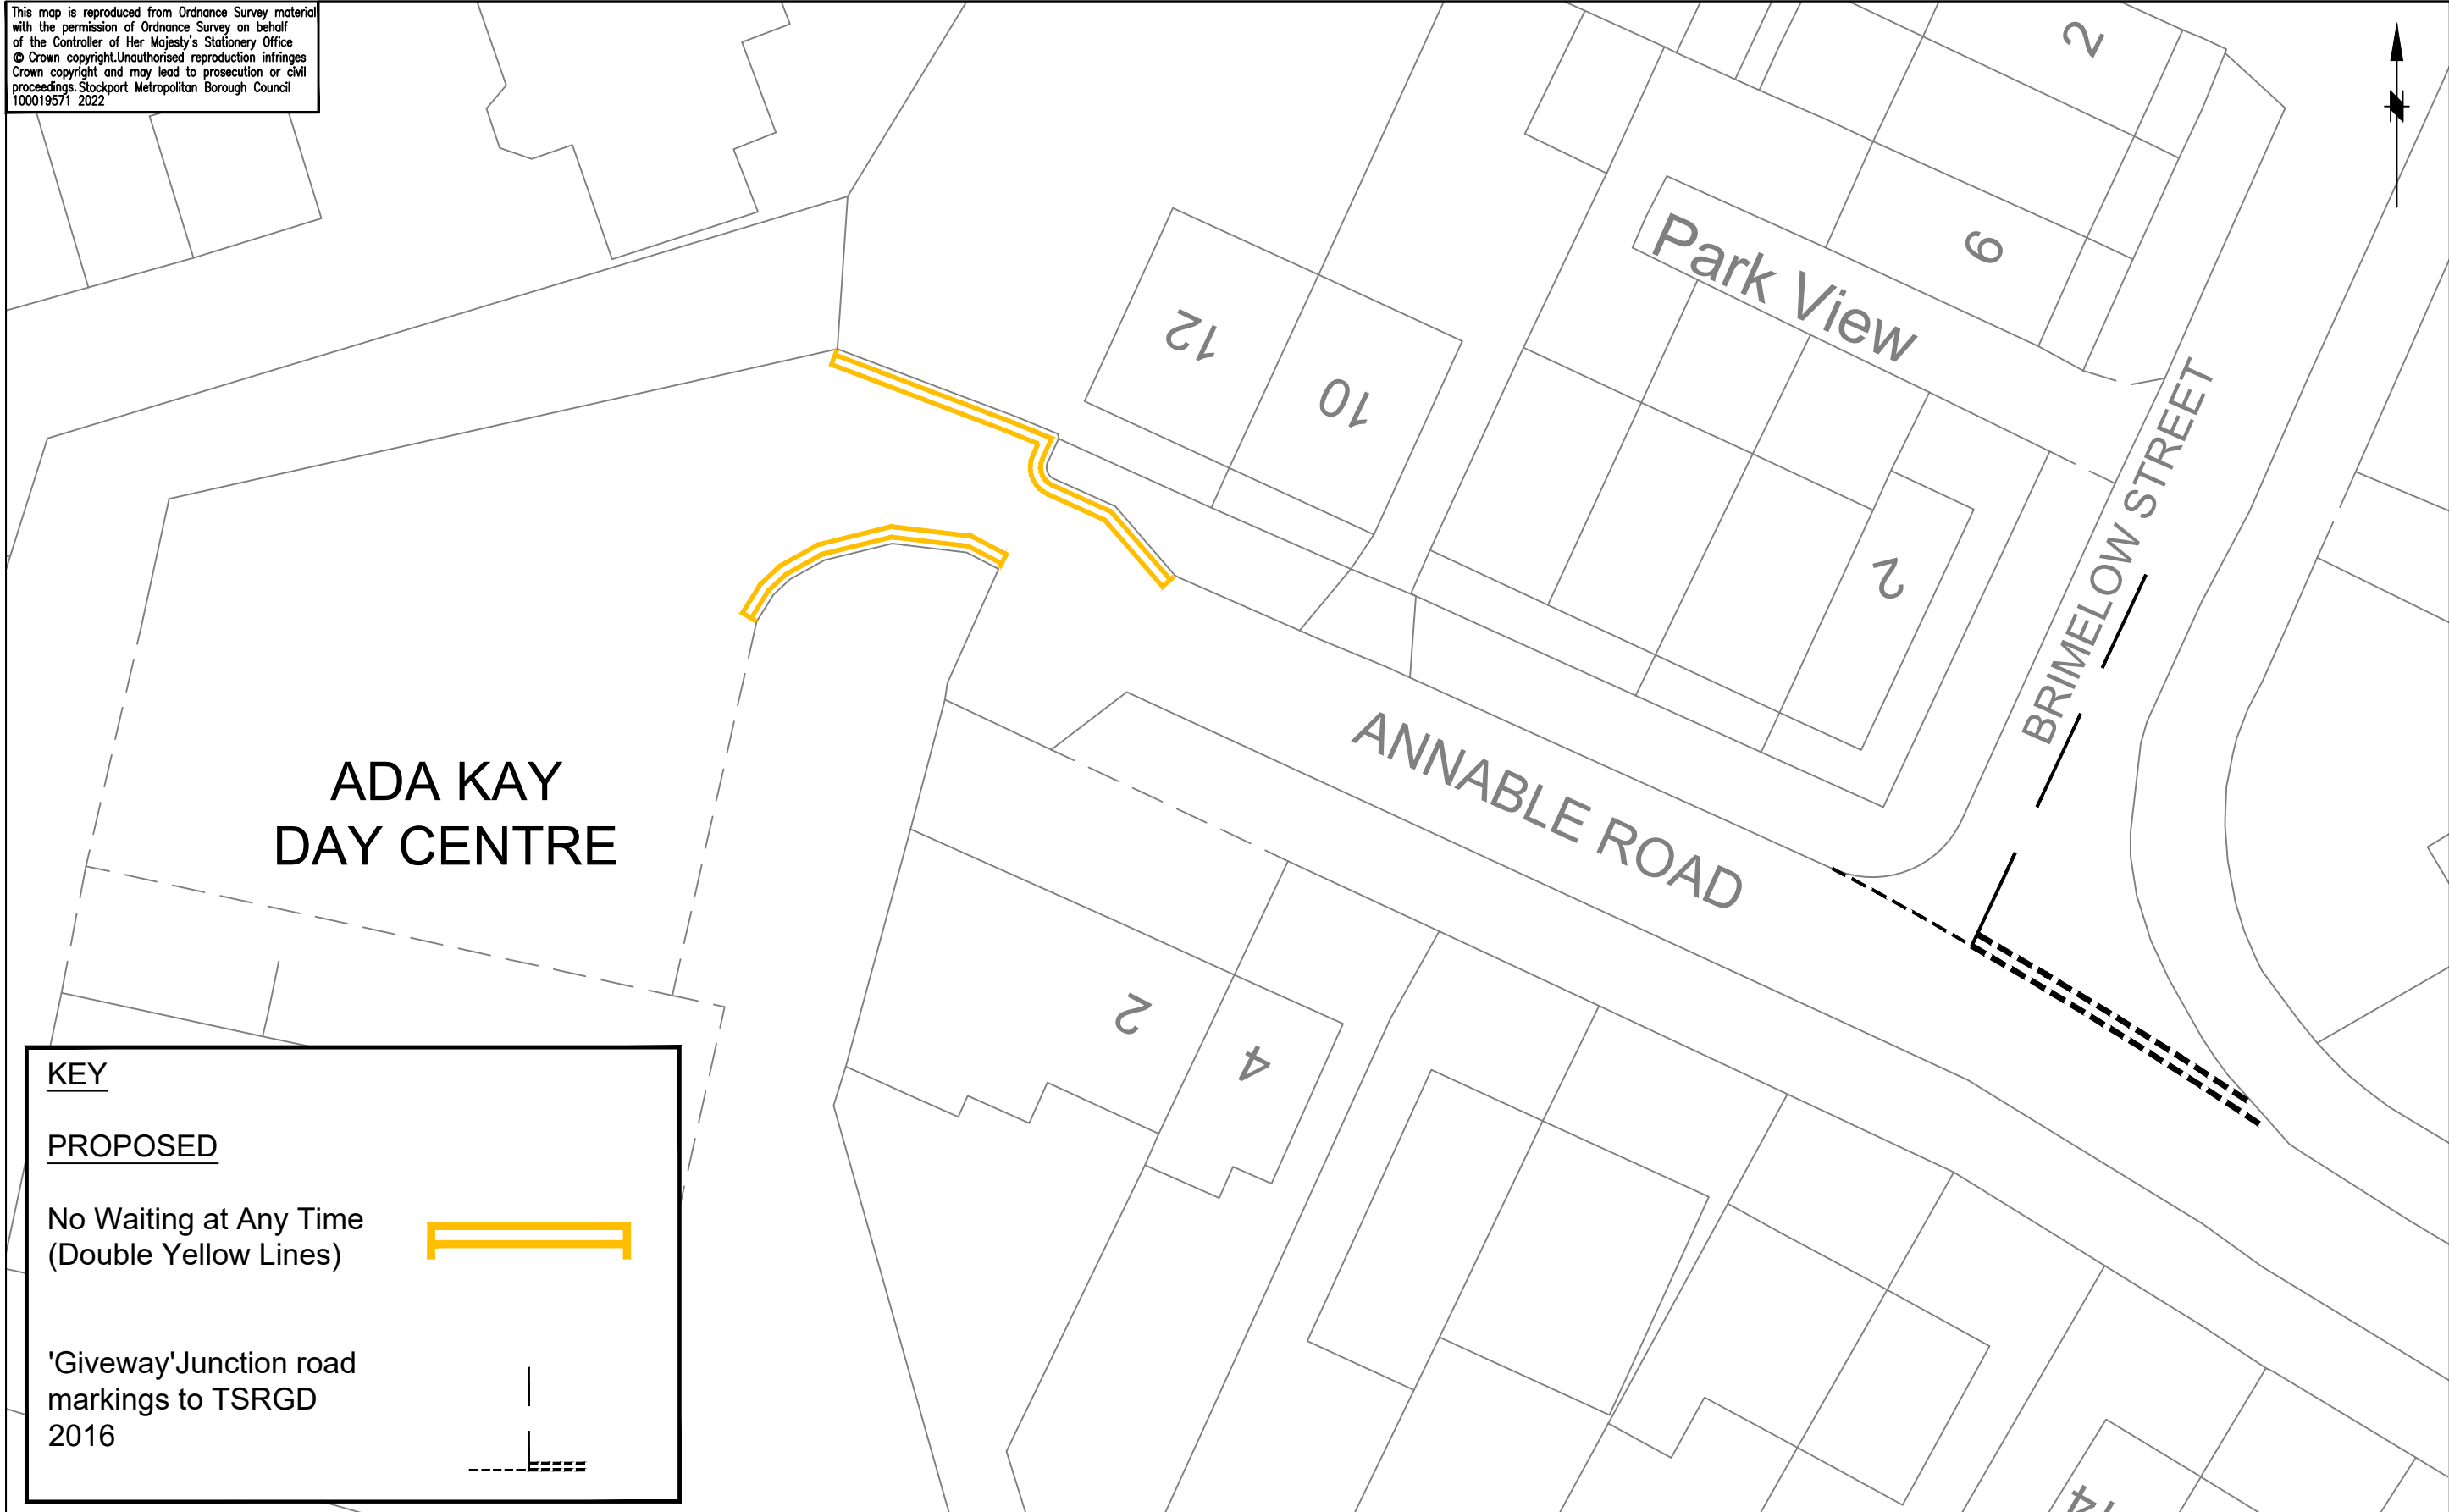 This map is reproduced from Ordnance Survey material
with the permission of Ordnance Survey on behalf
of the Controller of Her Majesty's Stationery Office
© Crown copyright.Unauthorised reproduction infringes
Crown copyright and may lead to prosecution or civil
proceedings. Stockport Metropolitan Borough Council
100019571 2022
2
6
Park View
12
10
2
BRIMELOW STREET
ANNABLE ROAD
ADA KAY
DAY CENTRE
2
4
KEY
PROPOSED
No Waiting at Any Time
(Double Yellow Lines)
'Giveway'Junction road
markings to TSRGD
2016